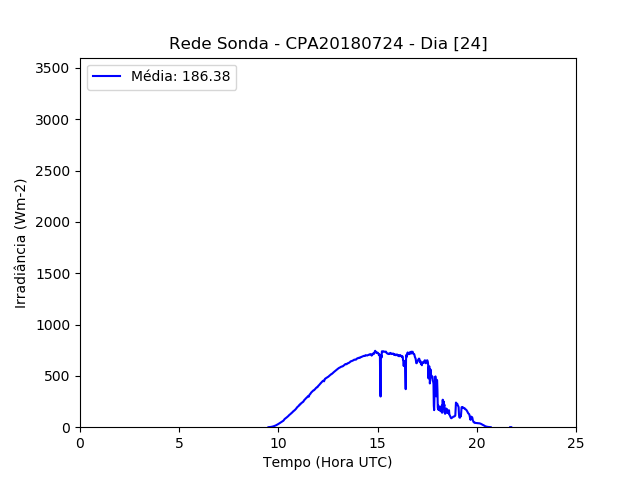 Rede Sonda - CPA20180724 - Dia [24]
Média: 186.38
3500
3000
2500
2000
1500
1000
500
0
Irradiância (Wm-2)
0 5 10 15 20 25
Tempo (Hora UTC)